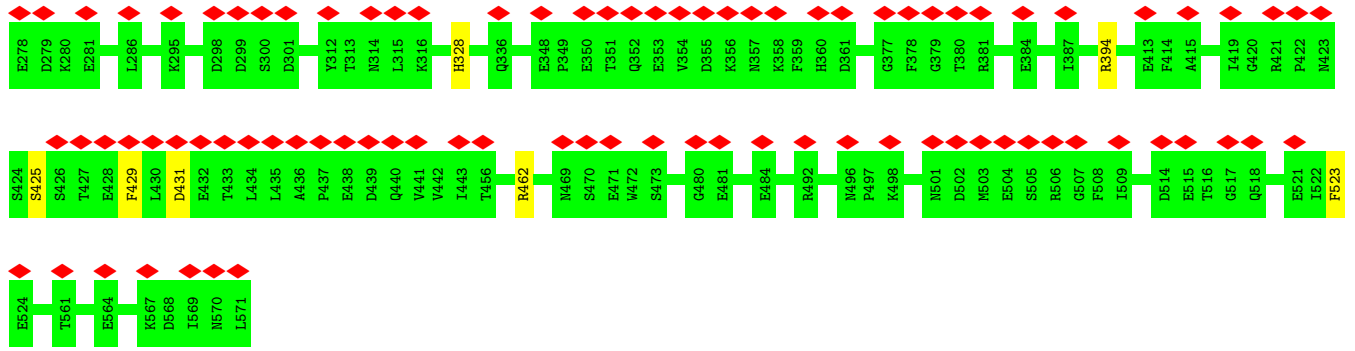 E278 D279 K280 E281 L286 K295 D298 D299 S300 D301 Y312 T313 N314 L315 K316 H328 Q336 E348 P349 E350 T351 Q352 E353 V354 D355 K356 N357 K358 F359 H360 D361 G377 F378 G379 T380 R381 E384 I387 R394 E413 F414 A415 I419 G420 R421 P422 N423
S424 S425 S426 T427 E428 F429 L430 D431 E432 T433 L434 L435 A436 P437 E438 D439 Q440 V441 V442 I443 T456 R462 N469 S470 E471 W472 S473 G480 E481 E484 R492 N496 P497 K498 N501 D502 M503 E504 S505 R506 G507 F508 I509 D514 E515 T516 G517 Q518 E521 I522 F523
E524 T561 E564 K567 D568 I569 N570 L571